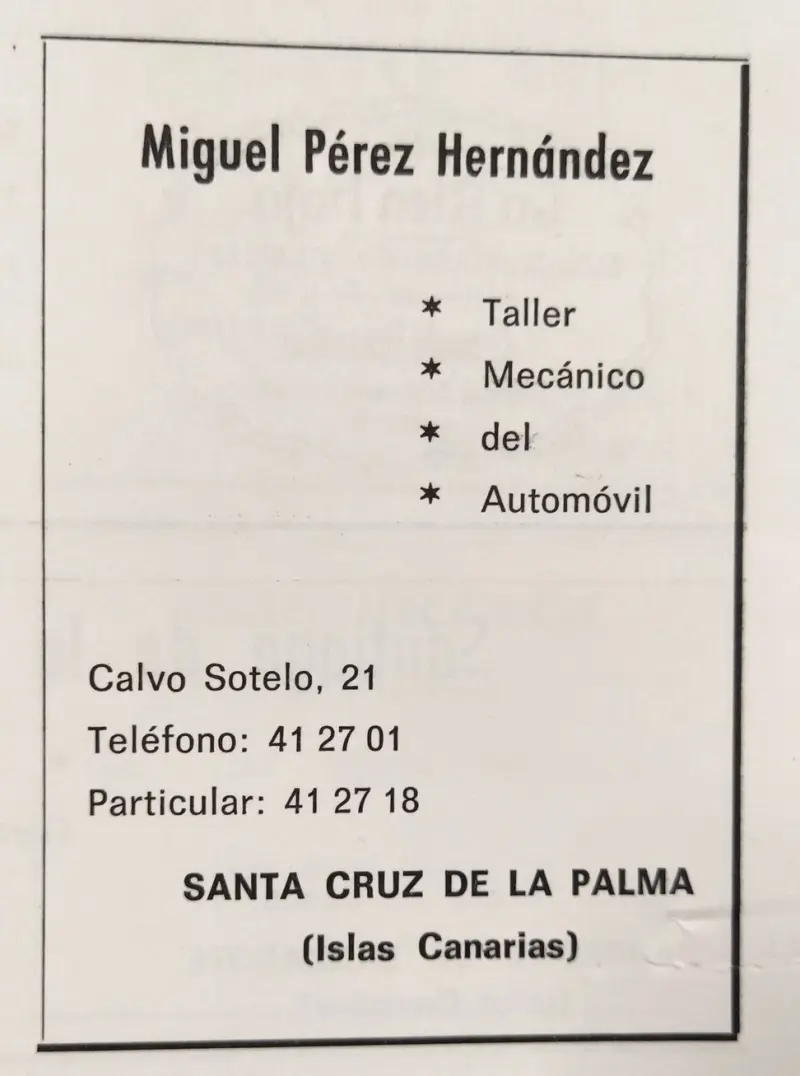 Miguel Pérez Hernández
* Taller
* Mecánico
* del
* Automóvil
Calvo Sotelo, 21
Teléfono: 41 27 01
Particular: 41 27 18
SANTA CRUZ DE LA PALMA
(Islas Canarias)